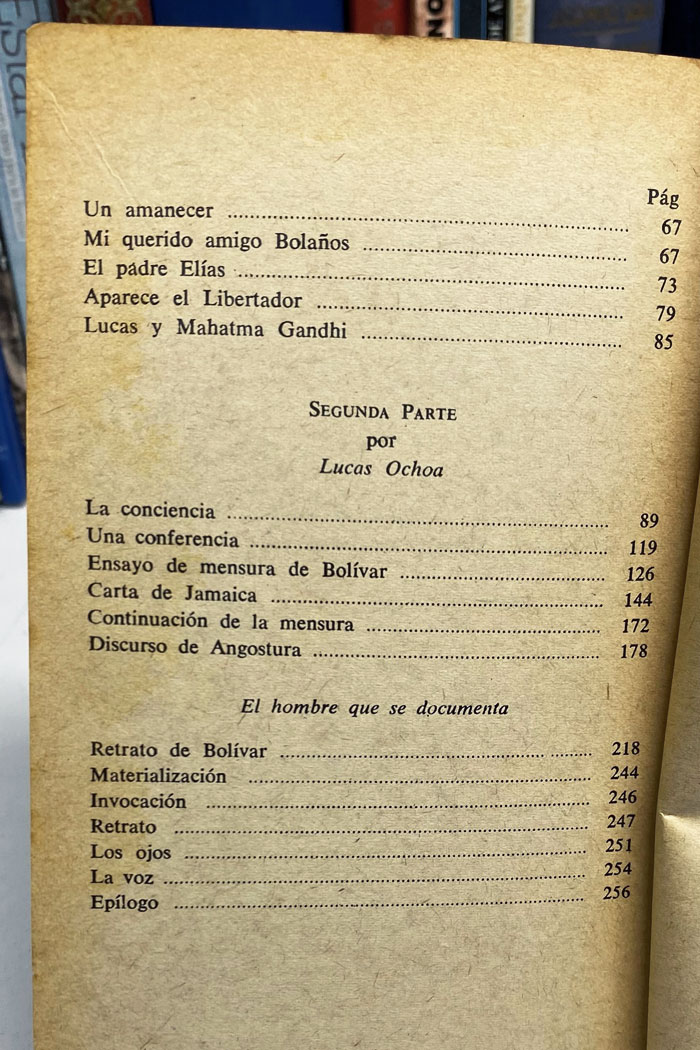 Pág
Un amanecer ........ 67
Mi querido amigo Bolaños ........ 67
El padre Elías ........ 73
Aparece el Libertador ........ 79
Lucas y Mahatma Gandhi ........ 85
SEGUNDA PARTE
por
Lucas Ochoa
La conciencia ........ 89
Una conferencia ........ 119
Ensayo de mensura de Bolívar ........ 126
Carta de Jamaica ........ 144
Continuación de la mensura ........ 172
Discurso de Angostura ........ 178
El hombre que se documenta
Retrato de Bolívar ........ 218
Materialización ........ 244
Invocación ........ 246
Retrato ........ 247
Los ojos ........ 251
La voz ........ 254
Epílogo ........ 256